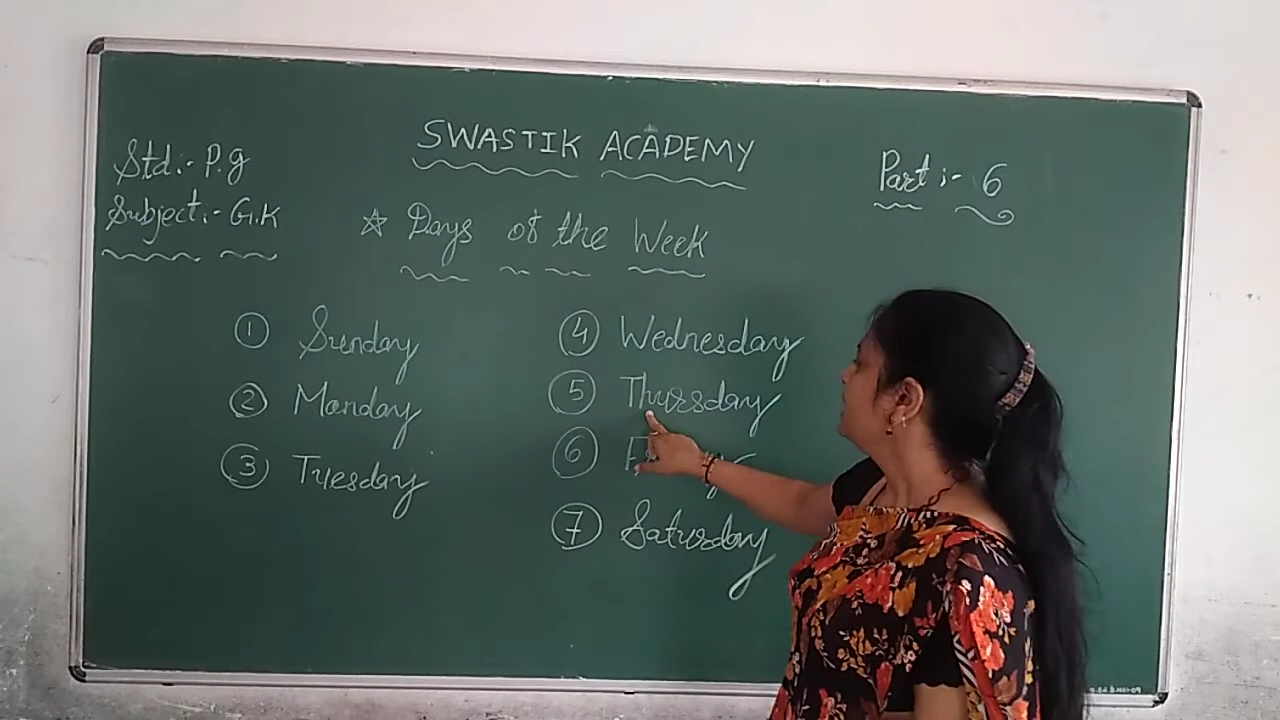 SWASTIK ACADEMY
Std:- P.g
Part :- 6
Subject:- G.K
☆ Days of the Week
① Sunday
② Monday
③ Tuesday
④ Wednesday
⑤ Thursday
⑥
⑦ Saturday